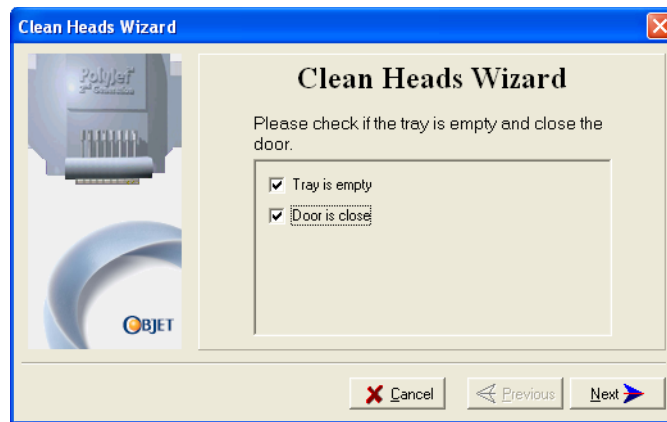 Clean Heads Wizard
PolyJet
2nd Generation
Clean Heads Wizard
Please check if the tray is empty and close the
door.
Tray is empty
Door is close
OBJET
Cancel
Previous
Next